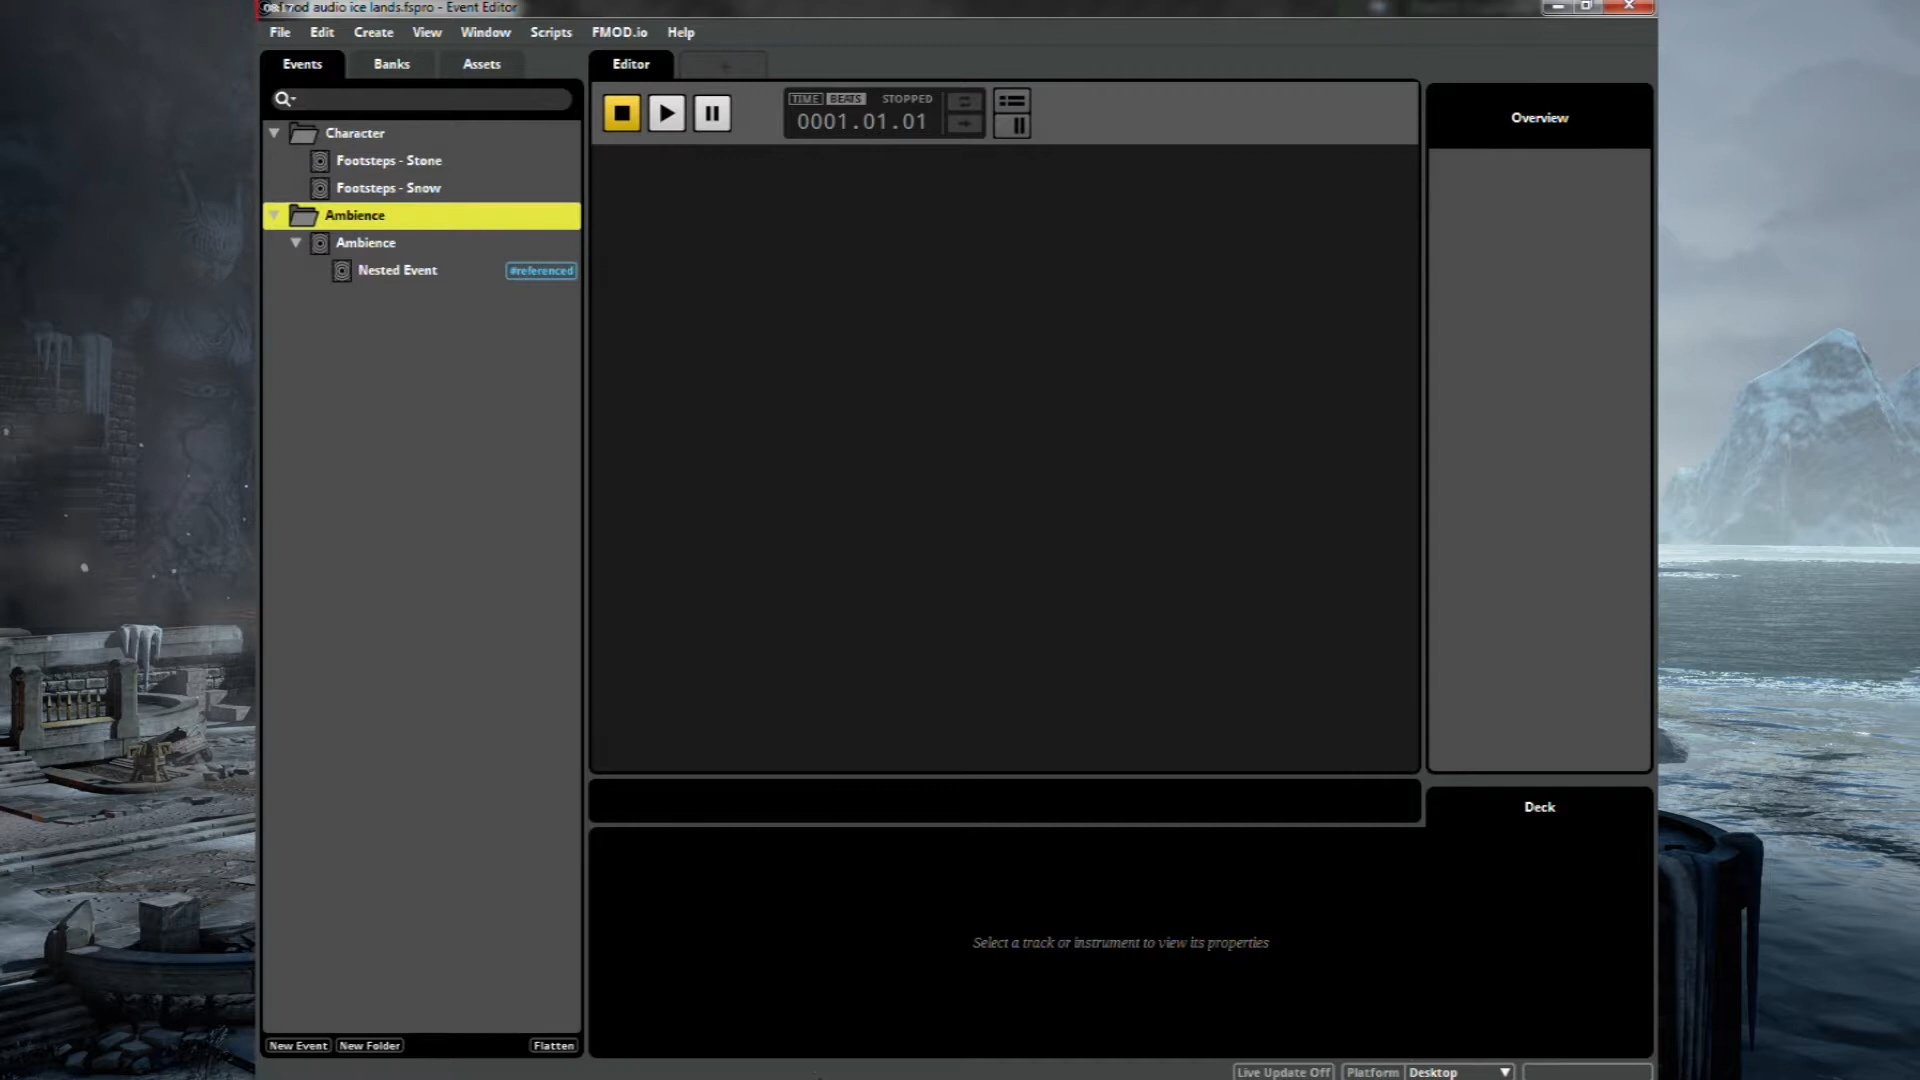 mod audio ice lands.fspro - Event Editor
File Edit Create View Window Scripts FMOD.io Help
Events Banks Assets Editor +
TIME BEATS STOPPED
0001.01.01
Overview
Character
Footsteps - Stone
Footsteps - Snow
Ambience
Ambience
Nested Event #referenced
Deck
Select a track or instrument to view its properties
New Event New Folder Flatten
Live Update Off Platform Desktop